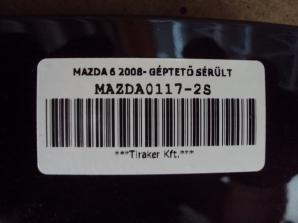 MAZDA 6 2008- GÉPTETŐ SÉRÜLT
MAZDA0117-2S
***Tiraker Kft.***